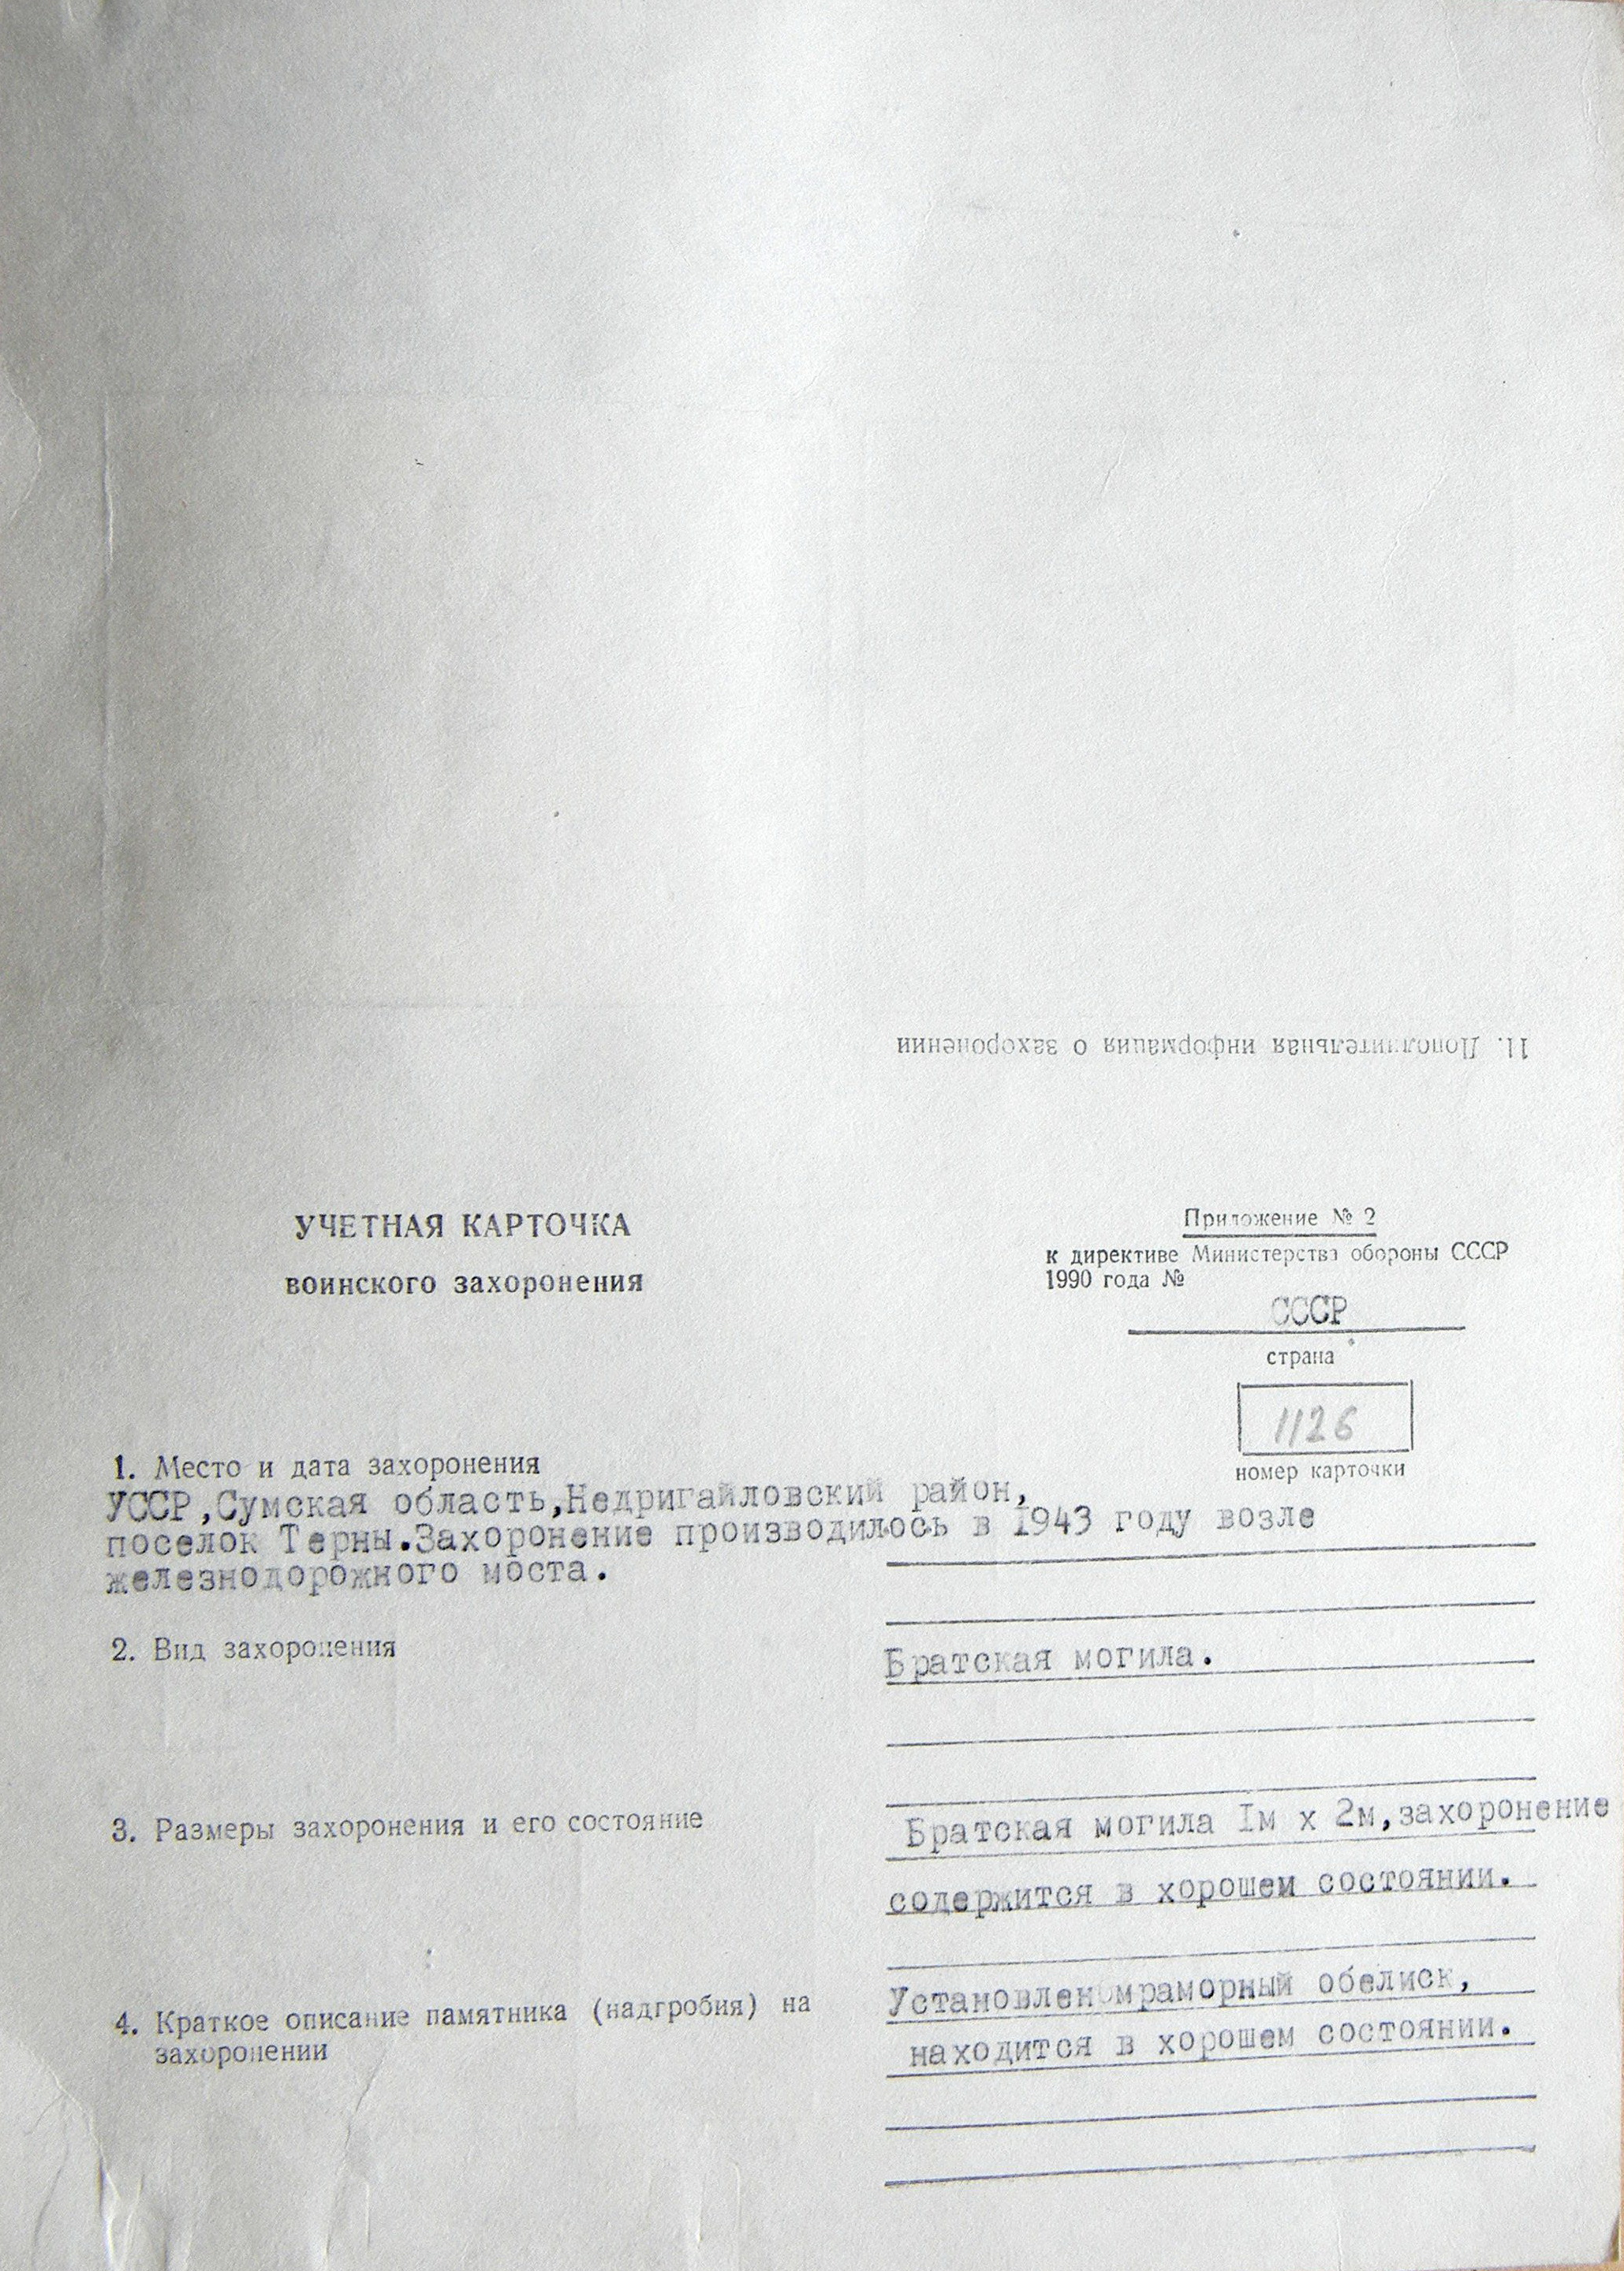 11. Дополнительная информация о захоронении
УЧЕТНАЯ КАРТОЧКА
воинского захоронения
Приложение № 2
к директиве Министерства обороны СССР
1990 года №
СССР
страна
1126
номер карточки
1. Место и дата захоронения
УССР,Сумская область,Недригайловский район,
поселок Терны.Захоронение производилось в 1943 году возле
железнодорожного моста.
2. Вид захоронения
Братская могила.
3. Размеры захоронения и его состояние
Братская могила Iм х 2м,захоронение
содержится в хорошем состоянии.
4. Краткое описание памятника (надгробия) на
захоронении
Установлен мраморный обелиск,
находится в хорошем состоянии.